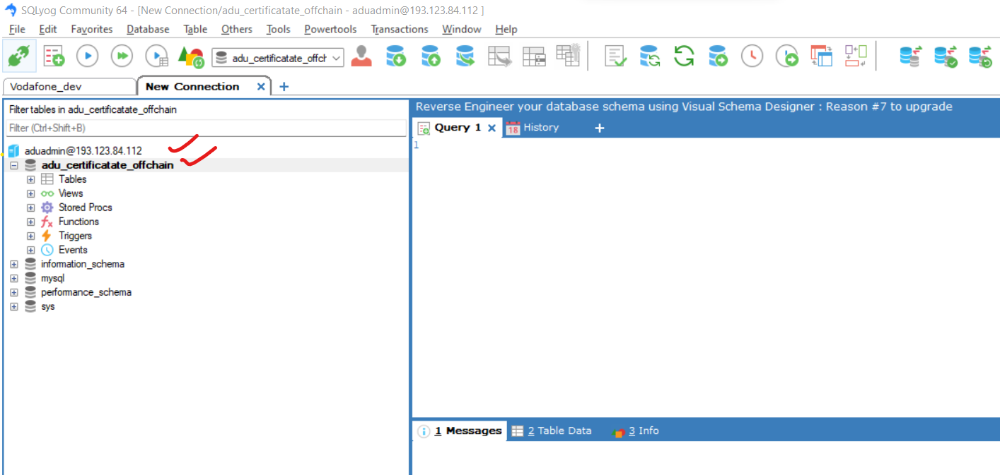 SQLyog Community 64 - [New Connection/adu_certificatate_offchain - aduadmin@193.123.84.112 ]
File Edit Favorites Database Table Others Tools Powertools Transactions Window Help
adu_certificatate_offch
Vodafone_dev New Connection
Filter tables in adu_certificatate_offchain
Filter (Ctrl+Shift+B)
aduadmin@193.123.84.112
adu_certificatate_offchain
Tables
Views
Stored Procs
Functions
Triggers
Events
information_schema
mysql
performance_schema
sys
Reverse Engineer your database schema using Visual Schema Designer : Reason #7 to upgrade
Query 1 18 History
1
1 Messages 2 Table Data 3 Info